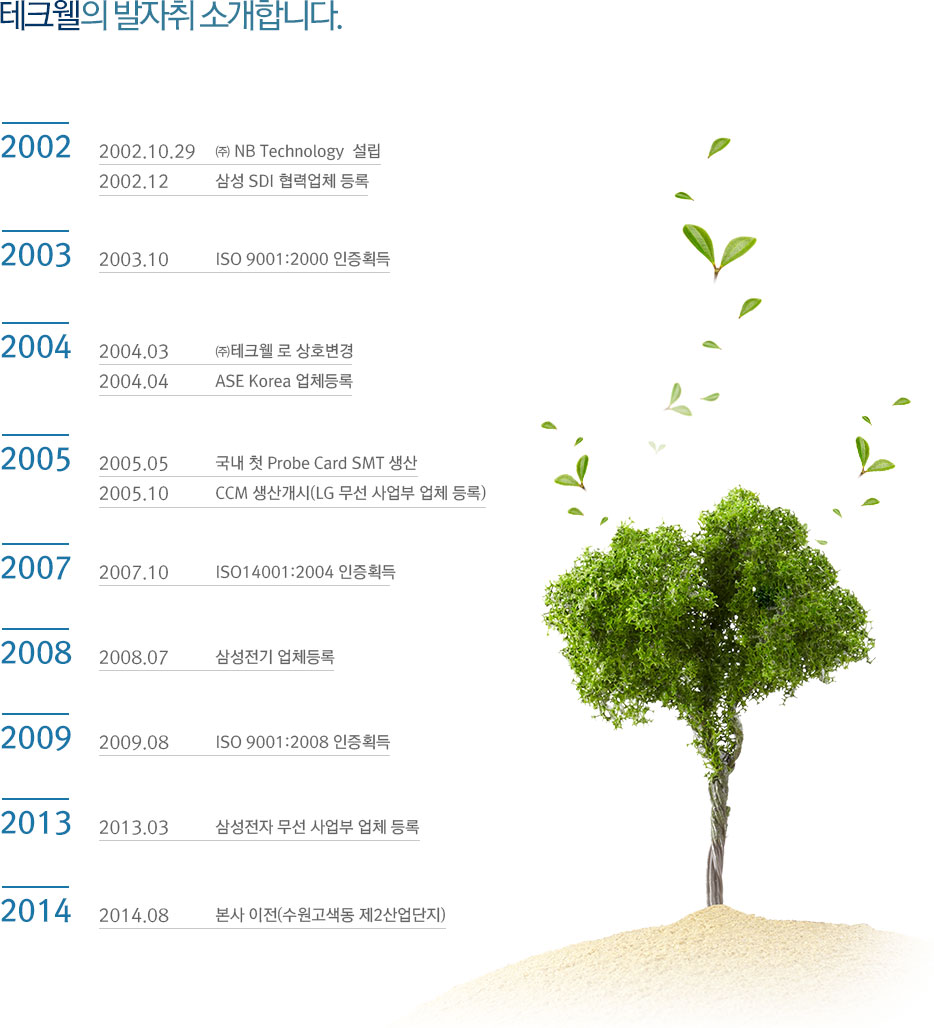 테크웰의 발자취 소개합니다.
2002
2002.10.29 ㈜ NB Technology 설립
2002.12 삼성 SDI 협력업체 등록
2003
2003.10 ISO 9001:2000 인증획득
2004
2004.03 ㈜테크웰 로 상호변경
2004.04 ASE Korea 업체등록
2005
2005.05 국내 첫 Probe Card SMT 생산
2005.10 CCM 생산개시(LG 무선 사업부 업체 등록)
2007
2007.10 ISO14001:2004 인증획득
2008
2008.07 삼성전기 업체등록
2009
2009.08 ISO 9001:2008 인증획득
2013
2013.03 삼성전자 무선 사업부 업체 등록
2014
2014.08 본사 이전(수원고색동 제2산업단지)